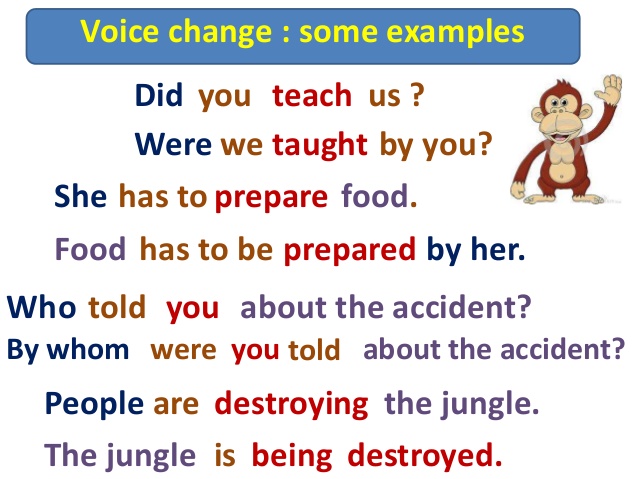 Voice change : some examples
Did you teach us ?
Were we taught by you?
She has to prepare food.
Food has to be prepared by her.
Who told you about the accident?
By whom were you told about the accident?
People are destroying the jungle.
The jungle is being destroyed.